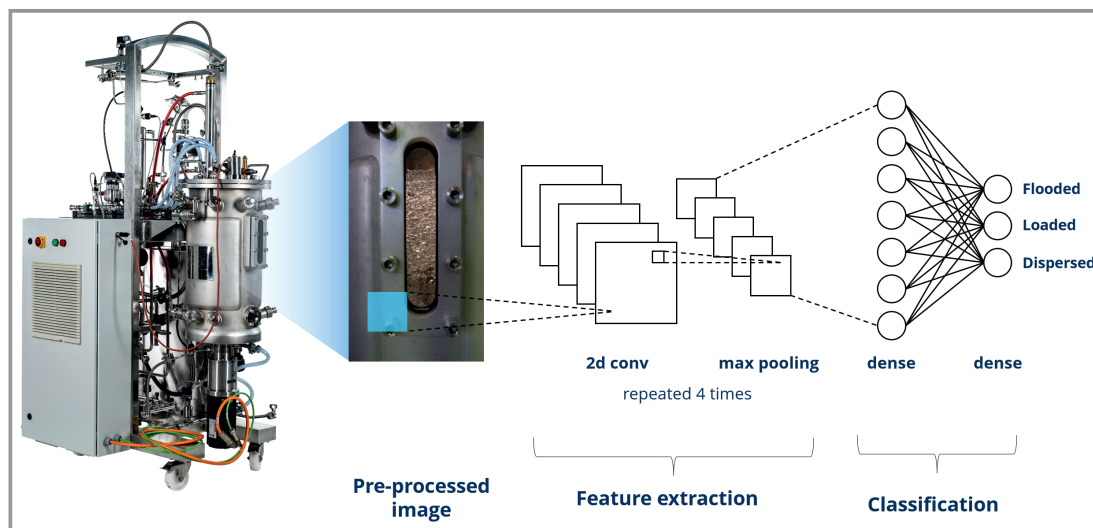 Flooded
Loaded
Dispersed
2d conv
max pooling
dense
dense
repeated 4 times
Pre-processed
image
Feature extraction
Classification